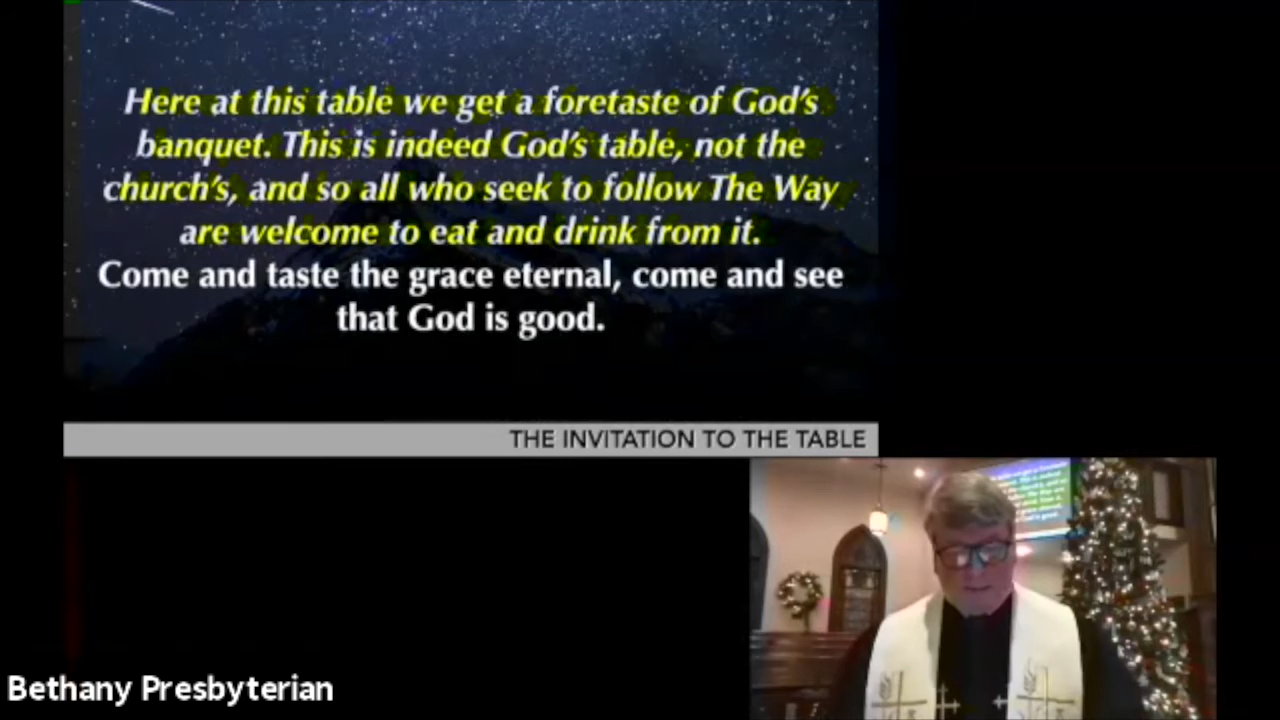 Here at this table we get a foretaste of God's
banquet. This is indeed God's table, not the
church's, and so all who seek to follow The Way
are welcome to eat and drink from it.
Come and taste the grace eternal, come and see
that God is good.
THE INVITATION TO THE TABLE
Bethany Presbyterian